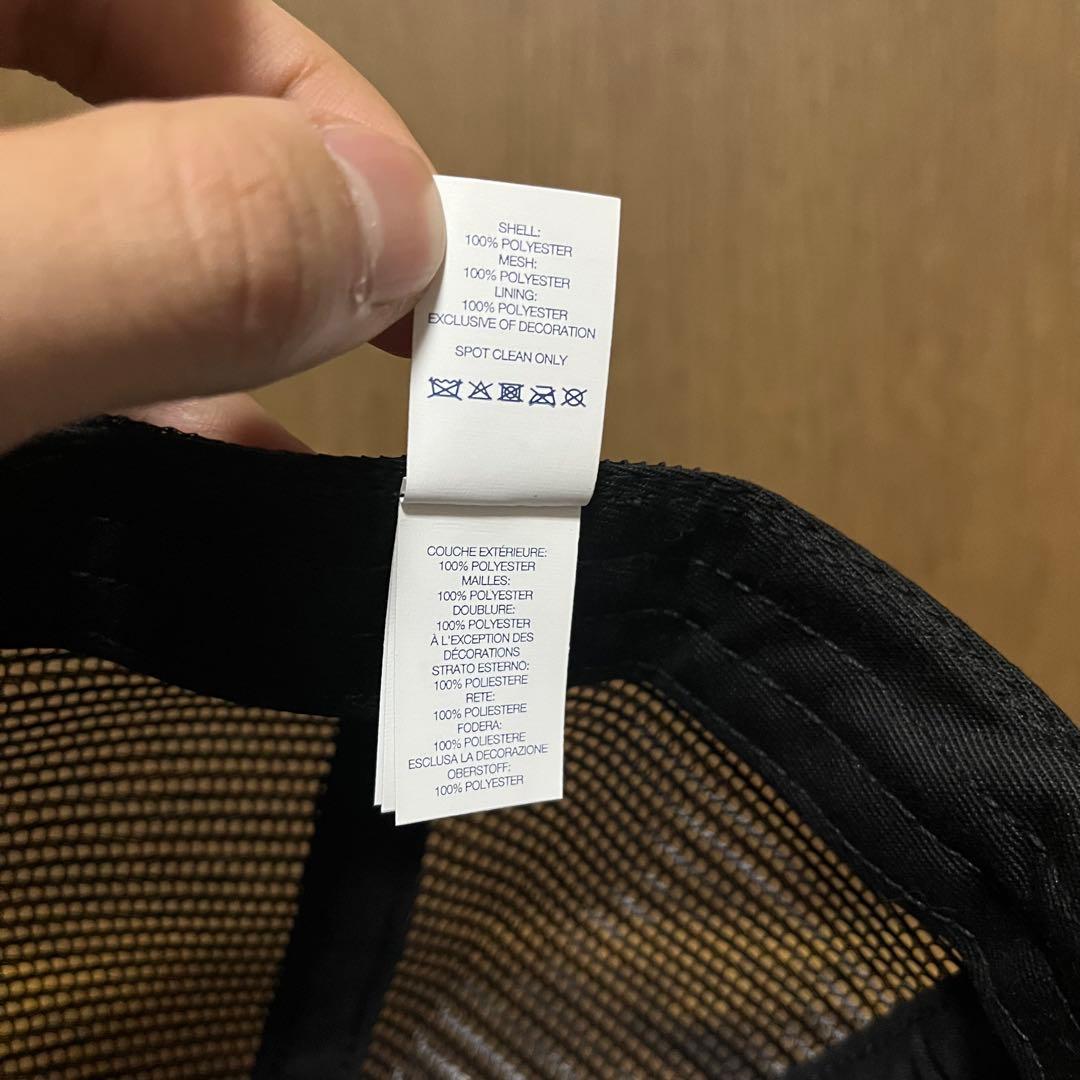 SHELL:
100% POLYESTER
MESH:
100% POLYESTER
LINING:
100% POLYESTER
EXCLUSIVE OF DECORATION
SPOT CLEAN ONLY
COUCHE EXTÉRIEURE:
100% POLYESTER
MAILLES:
100% POLYESTER
DOUBLURE:
100% POLYESTER
À L'EXCEPTION DES
DÉCORATIONS
STRATO ESTERNO:
100% POLIESTERE
RETE:
100% POLIESTERE
FODERA:
100% POLIESTERE
ESCLUSA LA DECORAZIONE
OBERSTOFF:
100% POLYESTER